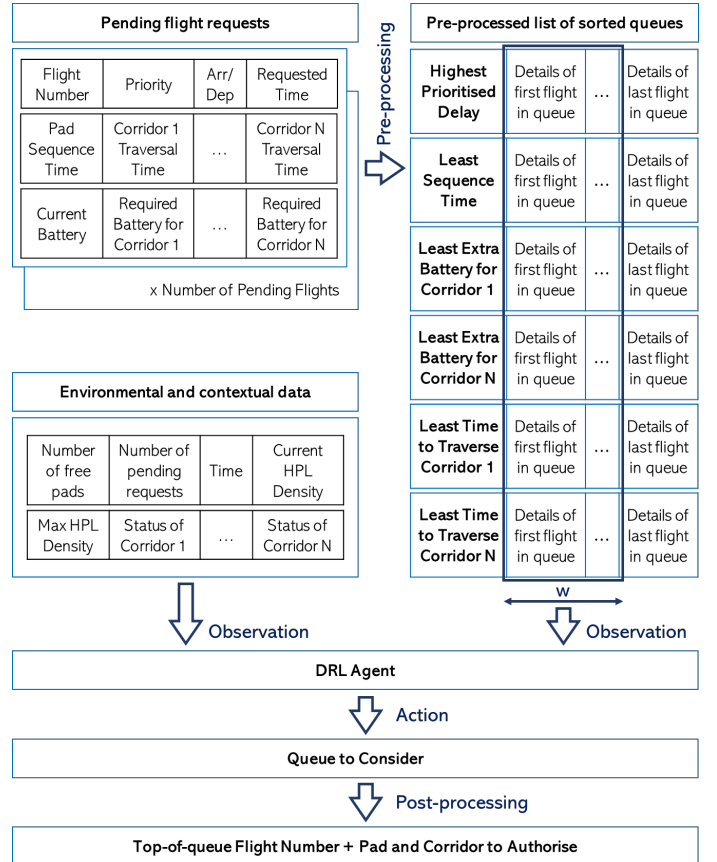 Pending flight requests
Flight
Number
Priority
Arr/
Dep
Requested
Time
Pad
Sequence
Time
Corridor 1
Traversal
Time
...
Corridor N
Traversal
Time
Current
Battery
Required
Battery for
Corridor 1
...
Required
Battery for
Corridor N
x Number of Pending Flights
Pre-processing
Pre-processed list of sorted queues
Highest
Prioritised
Delay
Details of
first flight
in queue
...
Details of
last flight
in queue
Least
Sequence
Time
Details of
first flight
in queue
...
Details of
last flight
in queue
Least Extra
Battery for
Corridor 1
Details of
first flight
in queue
...
Details of
last flight
in queue
Least Extra
Battery for
Corridor N
Details of
first flight
in queue
...
Details of
last flight
in queue
Least Time
to Traverse
Corridor 1
Details of
first flight
in queue
...
Details of
last flight
in queue
Least Time
to Traverse
Corridor N
Details of
first flight
in queue
...
Details of
last flight
in queue
w
Environmental and contextual data
Number
of free
pads
Number of
pending
requests
Time
Current
HPL
Density
Max HPL
Density
Status of
Corridor 1
...
Status of
Corridor N
Observation
Observation
DRL Agent
Action
Queue to Consider
Post-processing
Top-of-queue Flight Number + Pad and Corridor to Authorise